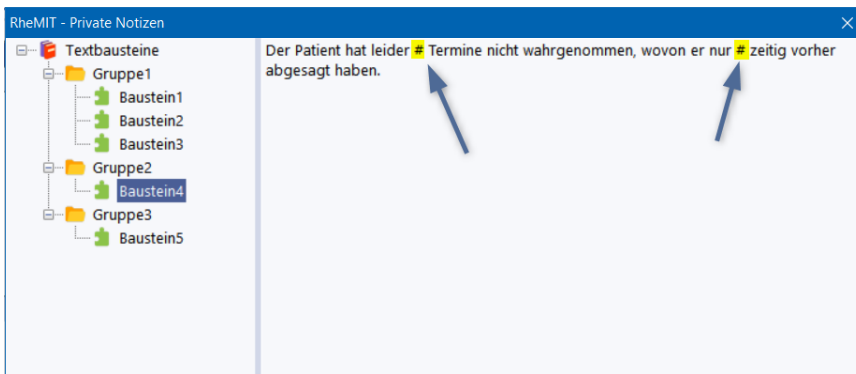 RheMIT - Private Notizen
Textbausteine
Gruppe1
Baustein1
Baustein2
Baustein3
Gruppe2
Baustein4
Gruppe3
Baustein5
Der Patient hat leider # Termine nicht wahrgenommen, wovon er nur # zeitig vorher
abgesagt haben.